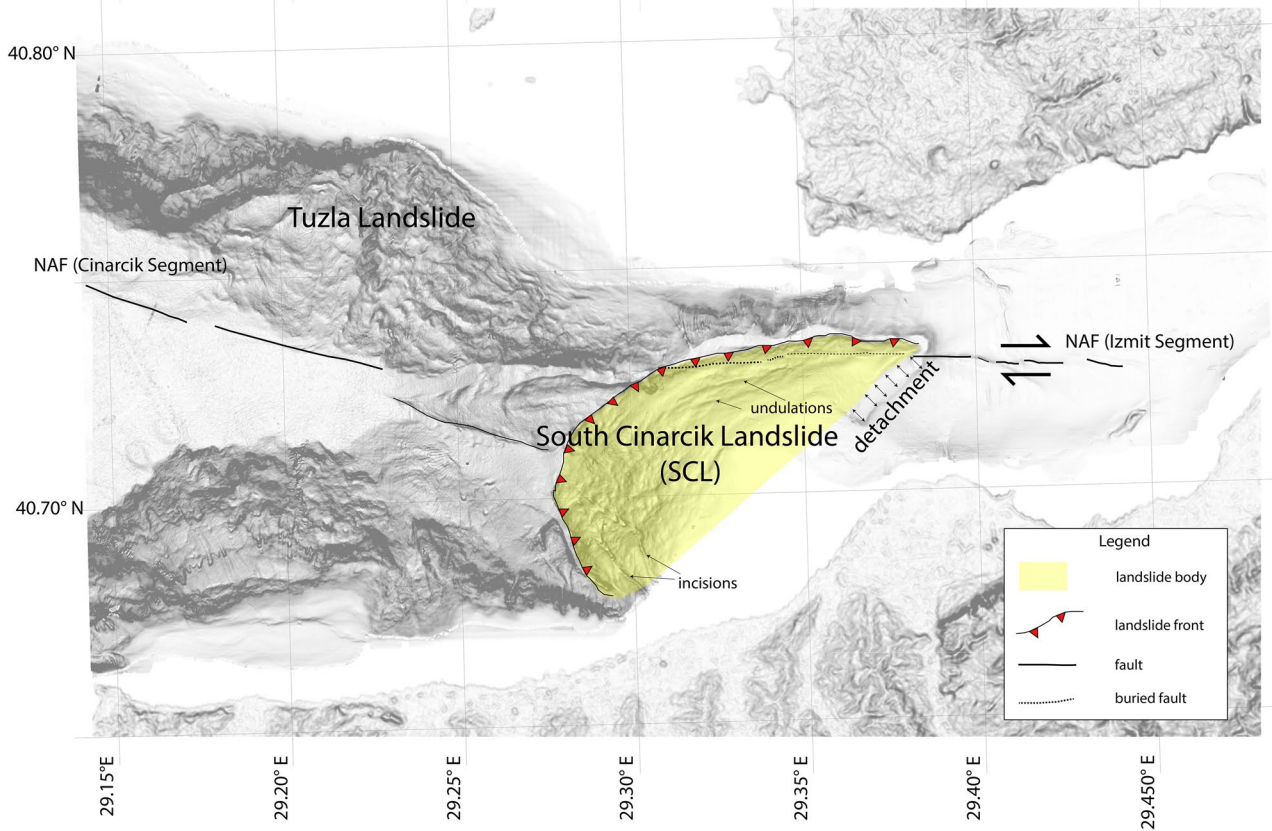 40.80° N
Tuzla Landslide
NAF (Cinarcik Segment)
NAF (Izmit Segment)
undulations
detachment
South Cinarcik Landslide
(SCL)
40.70° N
incisions
Legend
landslide body
landslide front
fault
buried fault
29.15°E
29.20° E
29.25° E
29.30° E
29.35° E
29.40° E
29.450° E